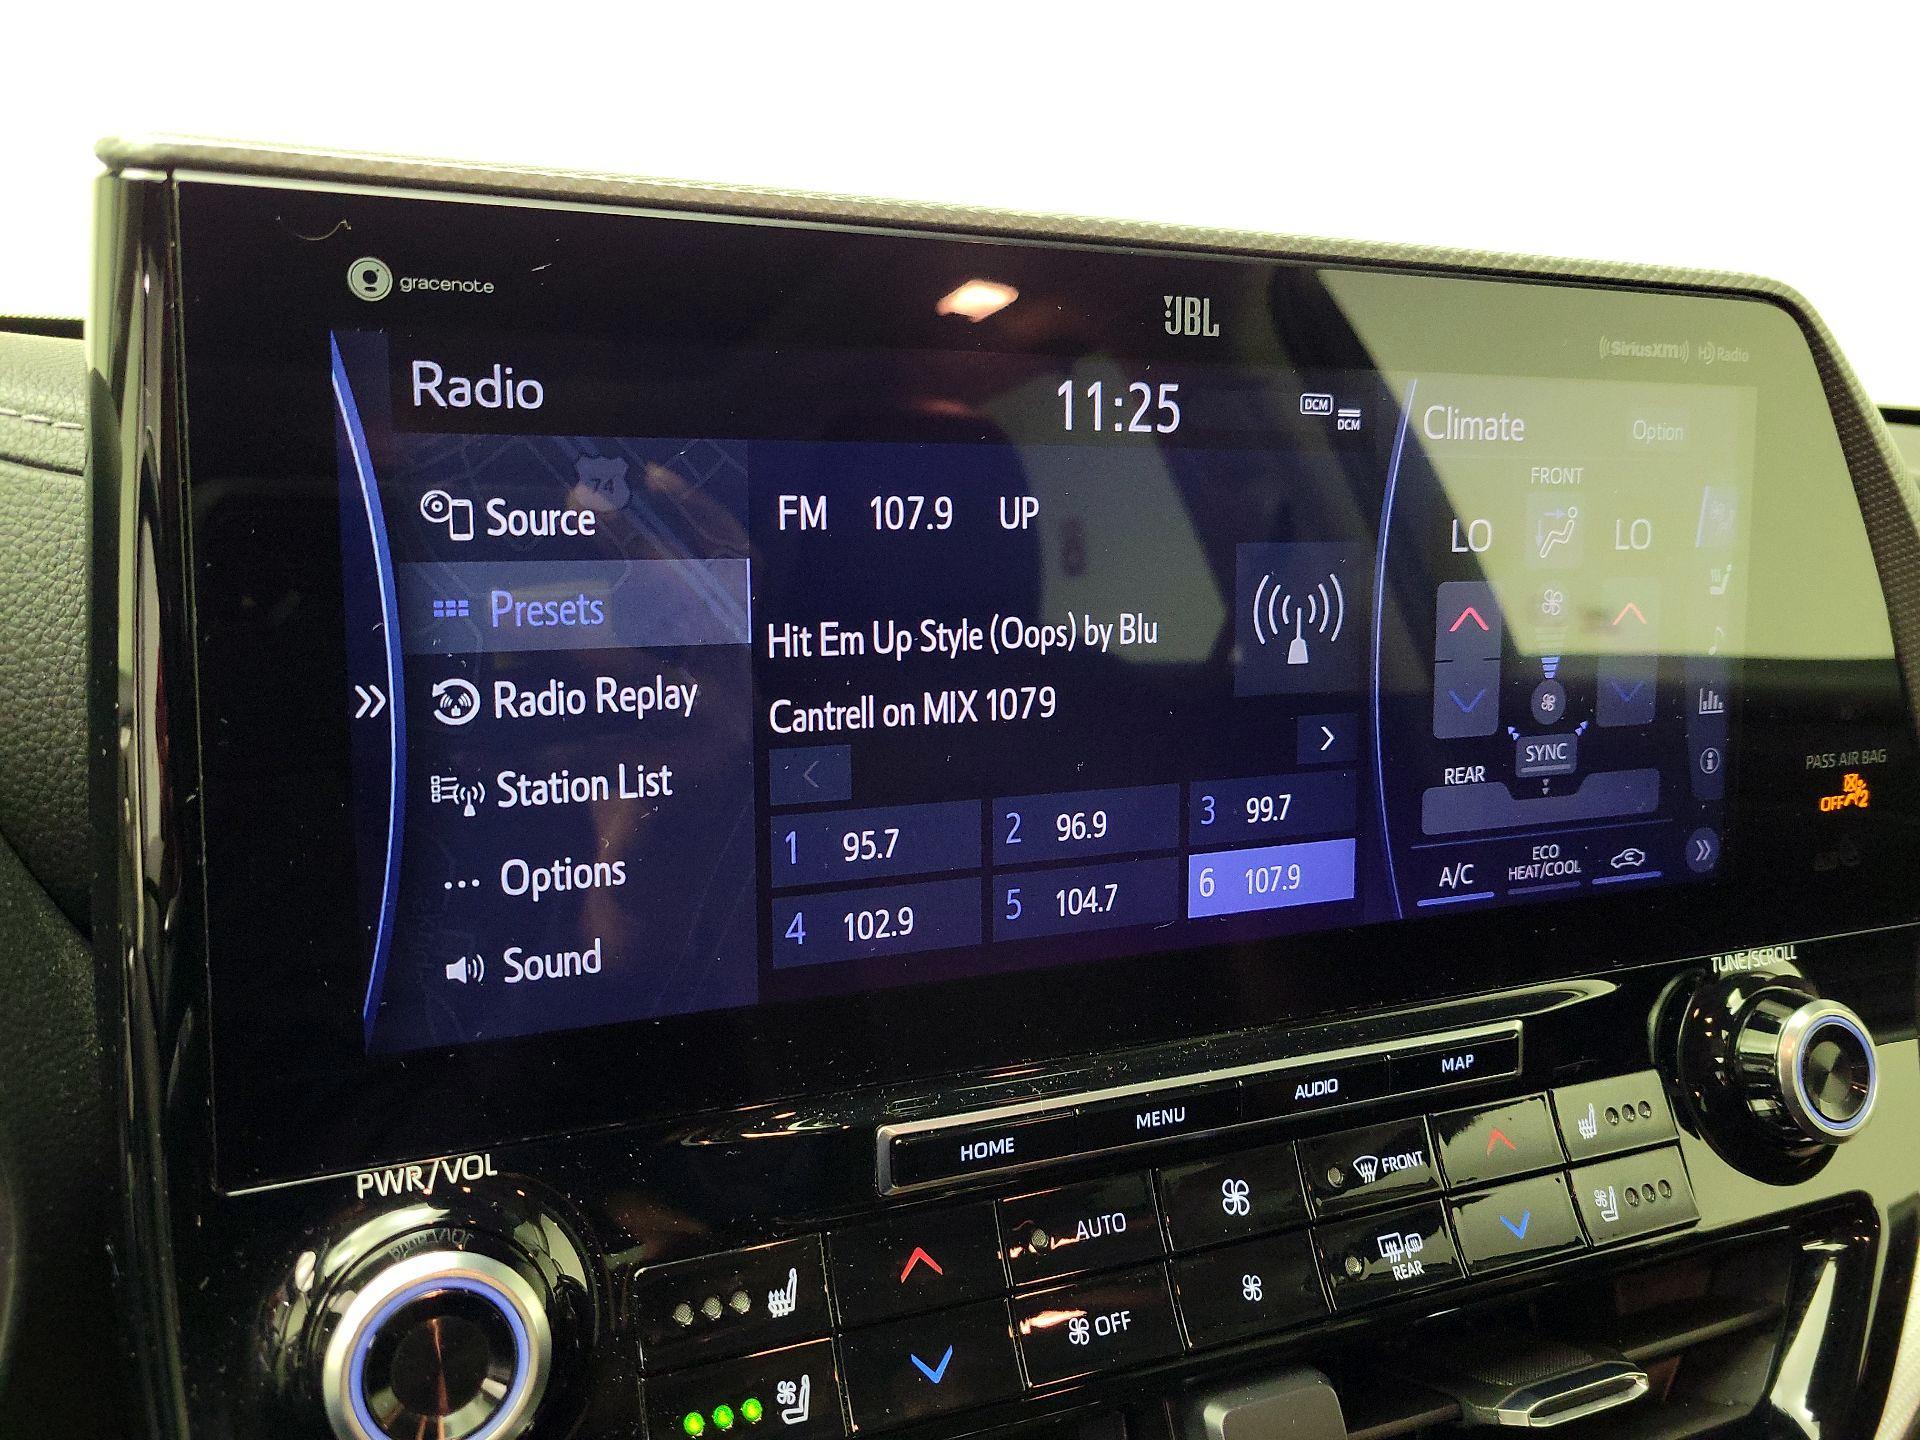 gracenote
JBL
SiriusXM HD Radio
Radio
11:25
DCM
DCM
Climate
Option
74
Source
Presets
Radio Replay
Station List
Options
Sound
FM 107.9 UP
Hit Em Up Style (Oops) by Blu
Cantrell on MIX 1079
1 95.7
2 96.9
3 99.7
4 102.9
5 104.7
6 107.9
FRONT
LO
LO
SYNC
REAR
A/C
ECO
HEAT/COOL
PASS AIR BAG
OFF
2
TUNE/SCROLL
PWR/VOL
HOME
MENU
AUDIO
MAP
AUTO
OFF
FRONT
REAR